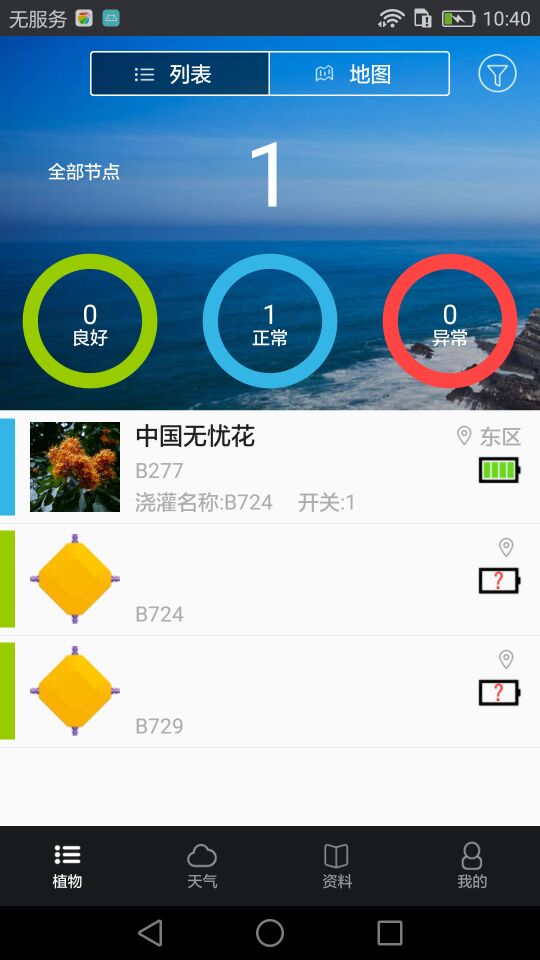 无服务 10:40
列表 地图
全部节点 1
0 1 0
良好 正常 异常
中国无忧花 东区
B277
浇灌名称:B724 开关:1
?
B724
?
B729
植物 天气 资料 我的